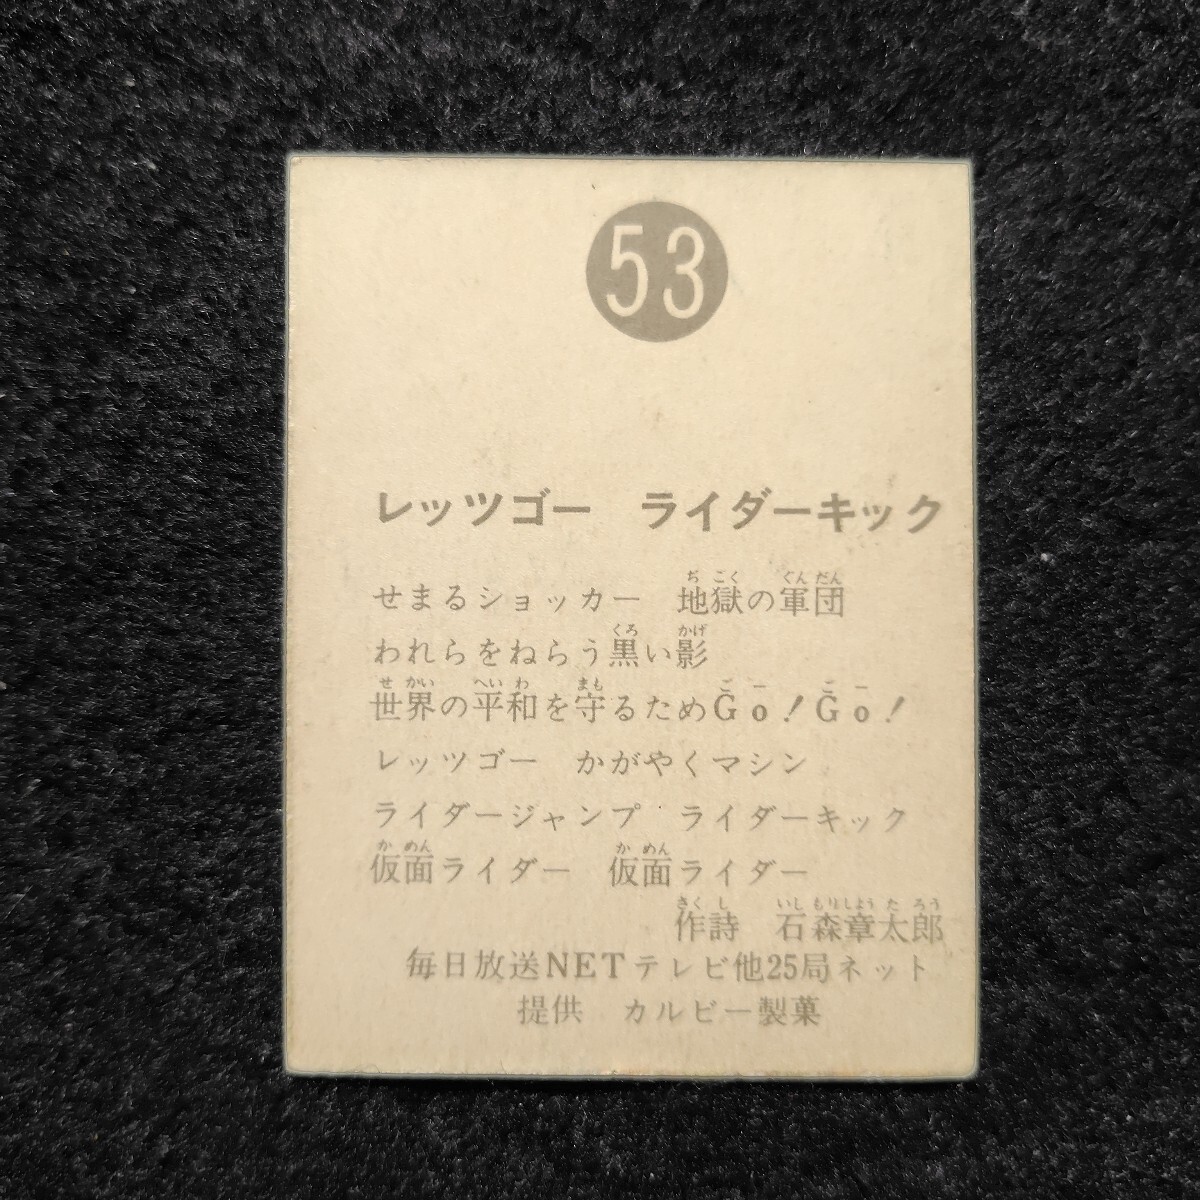 53
レッツゴー　ライダーキック
せまるショッカー　地獄の軍団
われらをねらう黒い影
世界の平和を守るためGo！Go！
レッツゴー　かがやくマシン
ライダージャンプ　ライダーキック
仮面ライダー　仮面ライダー
作詩　石森章太郎
毎日放送NETテレビ他25局ネット
提供　カルビー製菓